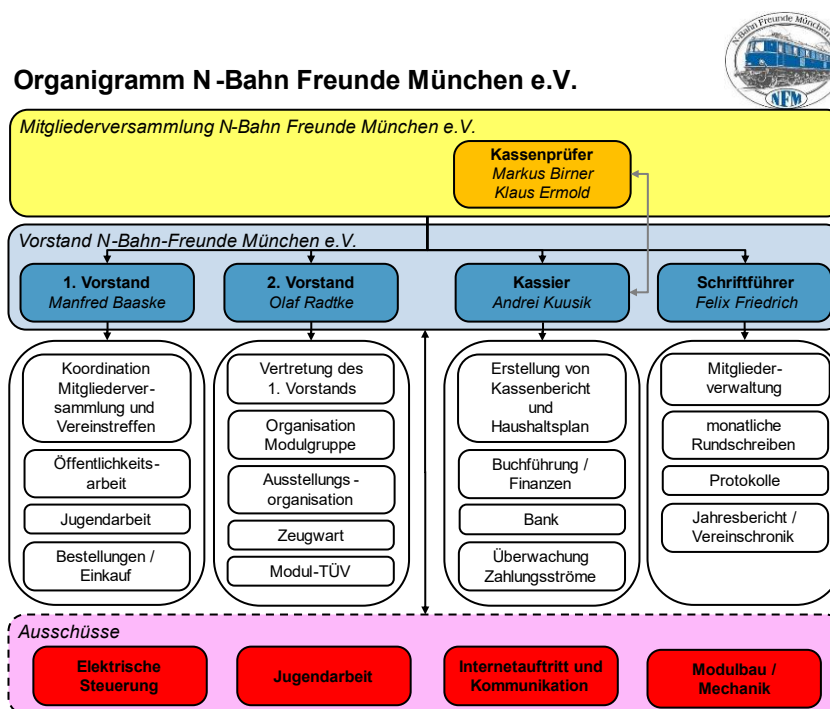 N-Bahn Freunde München
NFM
Organigramm N -Bahn Freunde München e.V.
Mitgliederversammlung N-Bahn Freunde München e.V.
Kassenprüfer
Markus Birner
Klaus Ermold
Vorstand N-Bahn-Freunde München e.V.
1. Vorstand
Manfred Baaske
2. Vorstand
Olaf Radtke
Kassier
Andrei Kuusik
Schriftführer
Felix Friedrich
Koordination
Mitgliederver-
sammlung und
Vereinstreffen
Öffentlichkeits-
arbeit
Jugendarbeit
Bestellungen /
Einkauf
Vertretung des
1. Vorstands
Organisation
Modulgruppe
Ausstellungs -
organisation
Zeugwart
Modul-TÜV
Erstellung von
Kassenbericht
und
Haushaltsplan
Buchführung /
Finanzen
Bank
Überwachung
Zahlungsströme
Mitglieder-
verwaltung
monatliche
Rundschreiben
Protokolle
Jahresbericht /
Vereinschronik
Ausschüsse
Elektrische
Steuerung
Jugendarbeit
Internetauftritt und
Kommunikation
Modulbau /
Mechanik